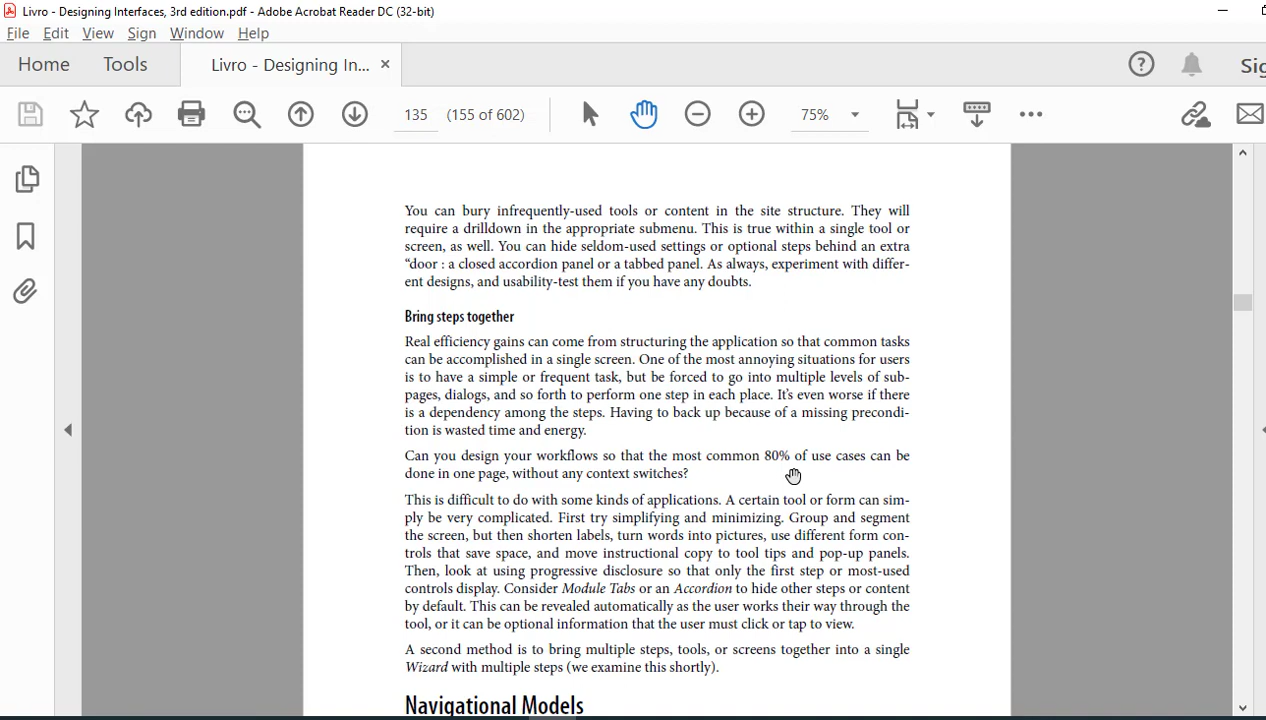 Livro - Designing Interfaces, 3rd edition.pdf - Adobe Acrobat Reader DC (32-bit)
File Edit View Sign Window Help
Home Tools Livro - Designing In... ×
135 (155 of 602) 75%
You can bury infrequently-used tools or content in the site structure. They will
require a drilldown in the appropriate submenu. This is true within a single tool or
screen, as well. You can hide seldom-used settings or optional steps behind an extra
“door : a closed accordion panel or a tabbed panel. As always, experiment with differ-
ent designs, and usability-test them if you have any doubts.
Bring steps together
Real efficiency gains can come from structuring the application so that common tasks
can be accomplished in a single screen. One of the most annoying situations for users
is to have a simple or frequent task, but be forced to go into multiple levels of sub-
pages, dialogs, and so forth to perform one step in each place. It’s even worse if there
is a dependency among the steps. Having to back up because of a missing precondi-
tion is wasted time and energy.
Can you design your workflows so that the most common 80% of use cases can be
done in one page, without any context switches?
This is difficult to do with some kinds of applications. A certain tool or form can sim-
ply be very complicated. First try simplifying and minimizing. Group and segment
the screen, but then shorten labels, turn words into pictures, use different form con-
trols that save space, and move instructional copy to tool tips and pop-up panels.
Then, look at using progressive disclosure so that only the first step or most-used
controls display. Consider Module Tabs or an Accordion to hide other steps or content
by default. This can be revealed automatically as the user works their way through the
tool, or it can be optional information that the user must click or tap to view.
A second method is to bring multiple steps, tools, or screens together into a single
Wizard with multiple steps (we examine this shortly).
Navigational Models